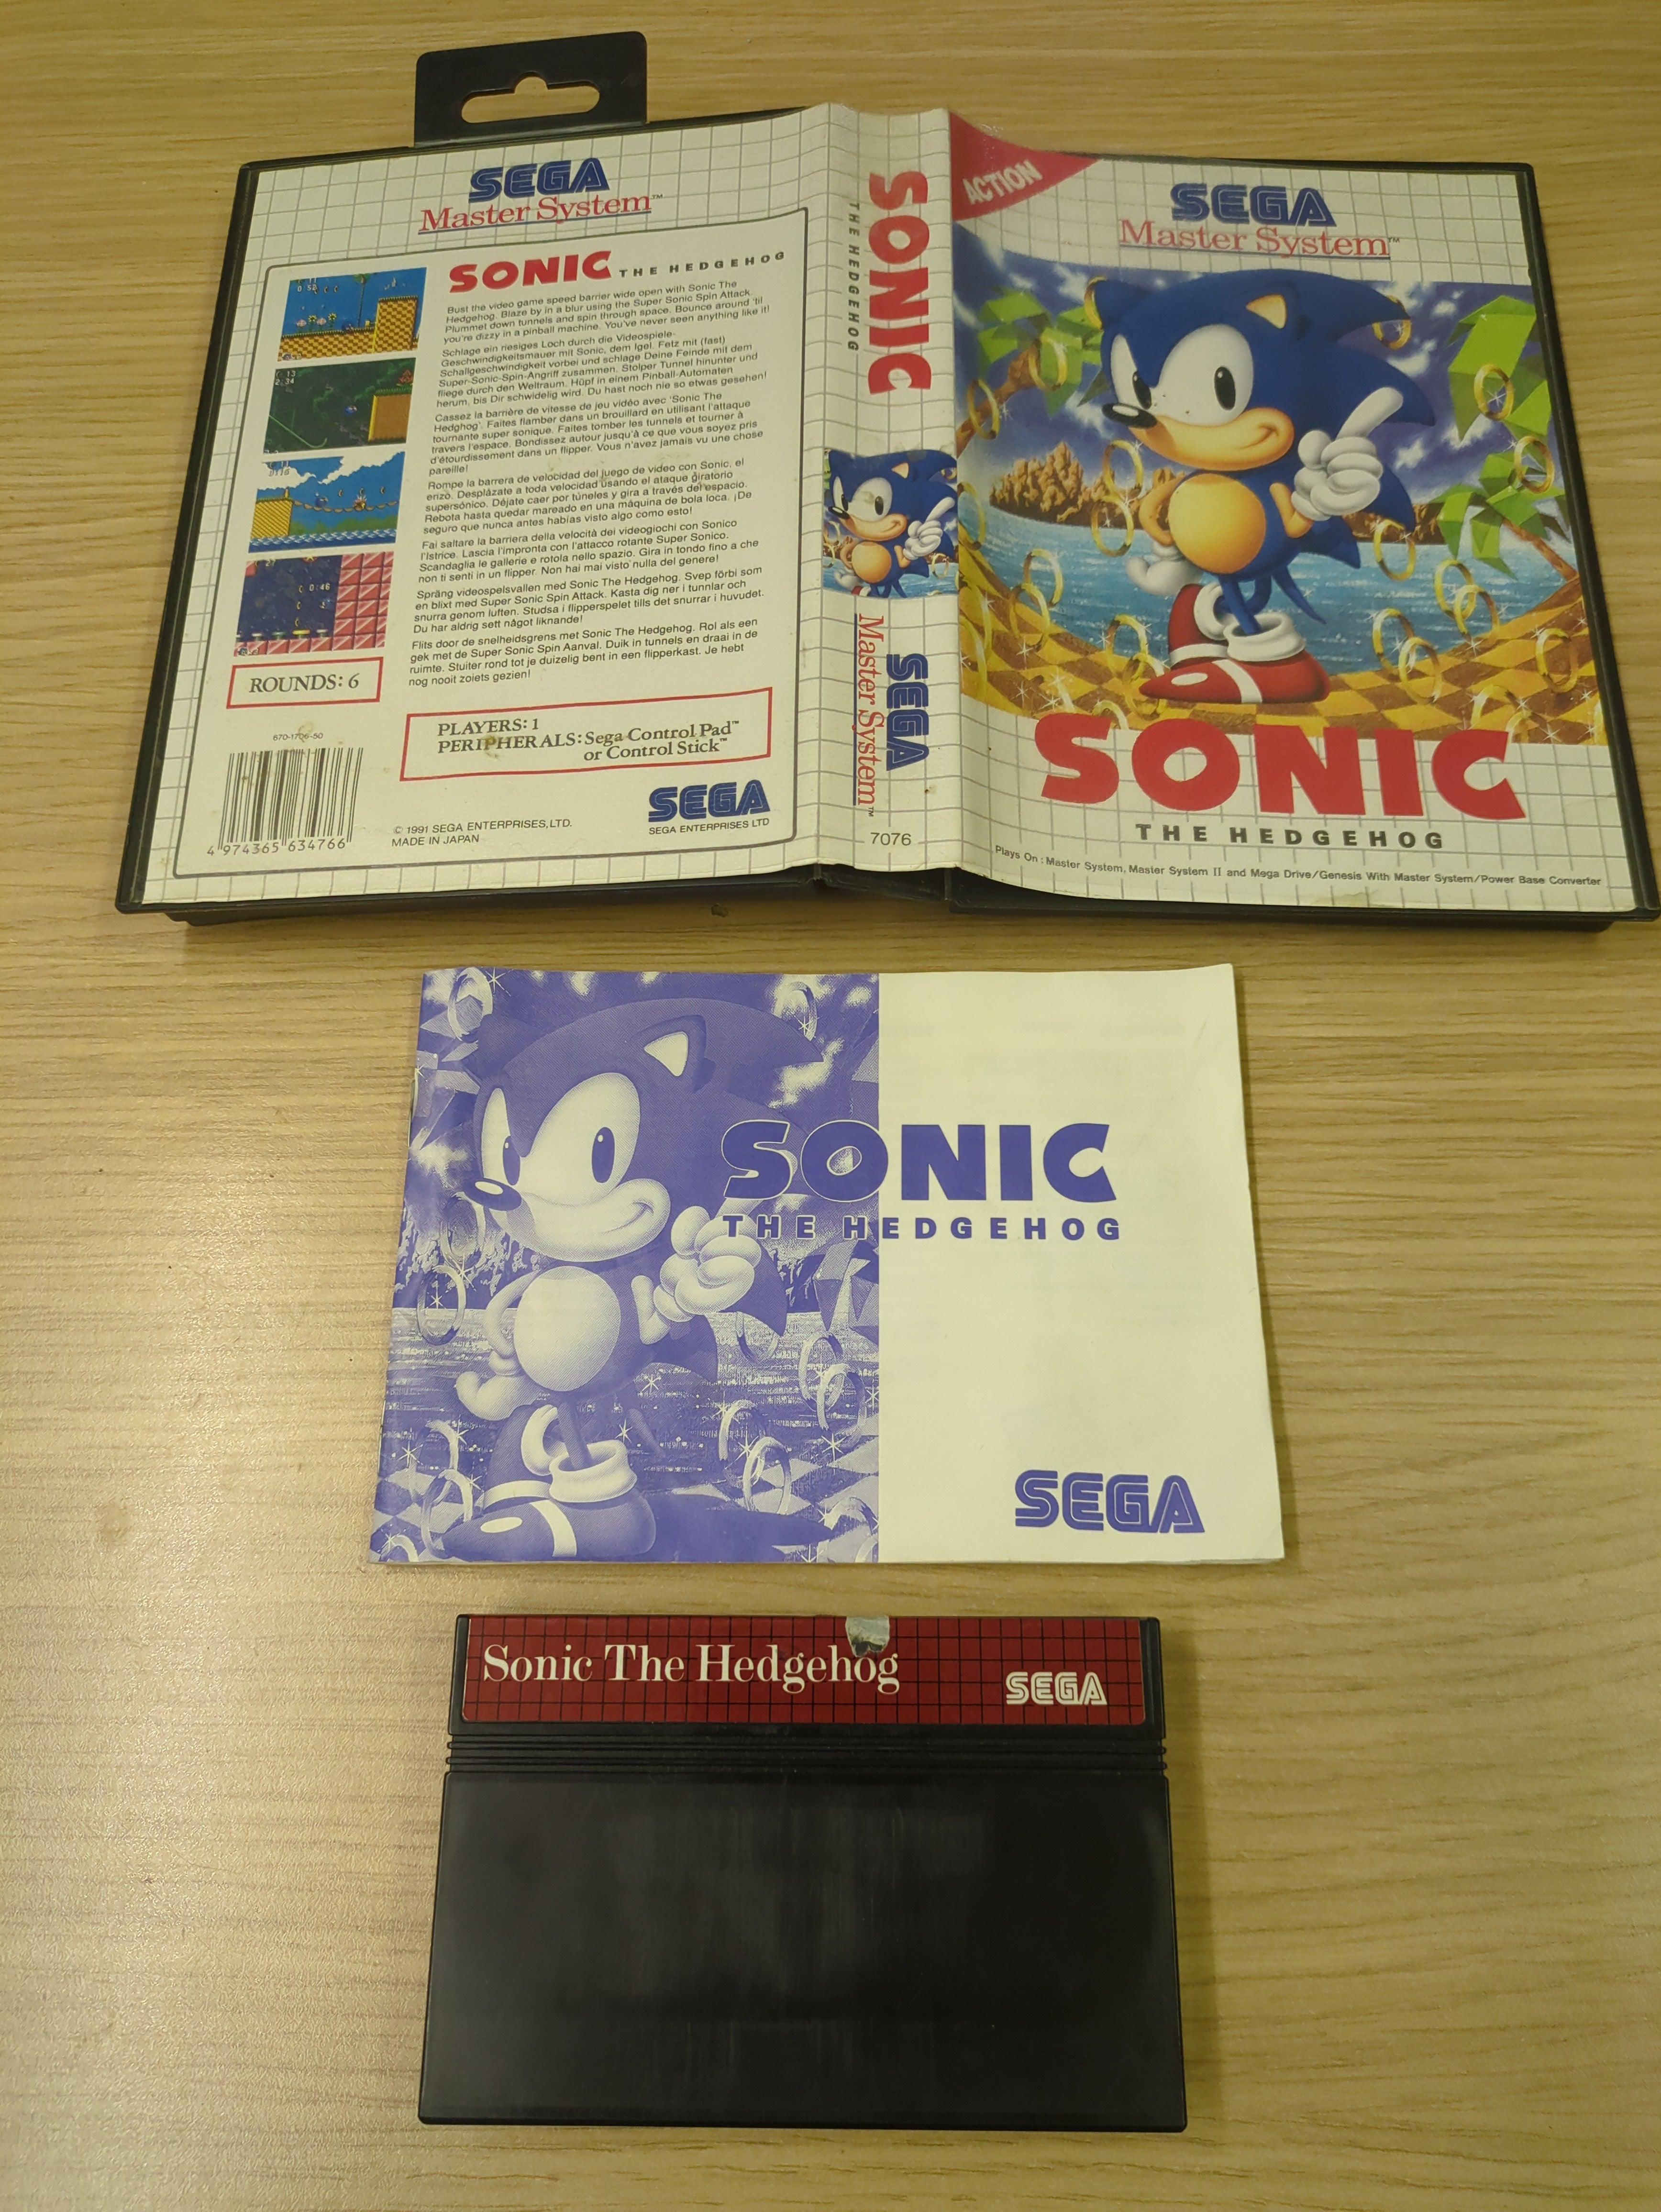 SEGA
Master System™
SONIC THE HEDGEHOG
Bust the video game speed barrier wide open with Sonic The
Hedgehog. Blaze by in a blur using the Super Sonic Spin Attack.
Plummet down tunnels and spin through space. Bounce around 'til
you're dizzy in a pinball machine. You've never seen anything like it!
Schlage ein riesiges Loch durch die Videospiele-
Geschwindigkeitsmauer mit Sonic, dem Igel. Fetz mit (fast)
Schallgeschwindigkeit vorbei und schlage Deine Feinde mit dem
Super-Sonic-Spin-Angriff zusammen. Stolper Tunnel hinunter und
fliege durch den Weltraum. Hüpf in einem Pinball-Automaten
herum, bis Dir schwidelig wird. Du hast noch nie so etwas gesehen!
Cassez la barrière de vitesse de jeu vidéo avec 'Sonic The
Hedghog'. Faites flamber dans un brouillard en utilisant l'attaque
tournante super sonique. Faites tomber les tunnels et tourner à
travers l'espace. Bondissez autour jusqu'à ce que vous soyez pris
d'étourdissement dans un flipper. Vous n'avez jamais vu une chose
pareille!
Rompe la barrera de velocidad del juego de video con Sonic, el
erizo. Desplázate a toda velocidad usando el ataque giratorio
supersónico. Déjate caer por túneles y gira a través del espacio.
Rebota hasta quedar mareado en una máquina de bola loca. ¡De
seguro que nunca antes habías visto algo como esto!
Fai saltare la barriera della velocità dei videogiochi con Sonico
l'Istrice. Lascia l'impronta con l'attacco rotante Super Sonico.
Scandaglia le gallerie e rotola nello spazio. Gira in tondo fino a che
non ti senti in un flipper. Non hai mai visto nulla del genere!
Spräng videospelsvallen med Sonic The Hedgehog. Svep förbi som
en blixt med Super Sonic Spin Attack. Kasta dig ner i tunnlar och
snurra genom luften. Studsa i flipperspelet tills det snurrar i huvudet.
Du har aldrig sett något liknande!
Flits door de snelheidsgrens met Sonic The Hedgehog. Rol als een
gek met de Super Sonic Spin Aanval. Duik in tunnels en draai in de
ruimte. Stuiter rond tot je duizelig bent in een flipperkast. Je hebt
nog nooit zoiets gezien!
0:46
ROUNDS: 6
PLAYERS: 1
PERIPHERALS: Sega Control Pad™
or Control Stick™
670-1706-50
4 974365 634766
© 1991 SEGA ENTERPRISES, LTD.
MADE IN JAPAN
SEGA
SEGA ENTERPRISES LTD
SONIC
THE HEDGEHOG
SEGA
Master System™
7076
ACTION
SEGA
Master System™
SONIC
THE HEDGEHOG
Plays On : Master System, Master System II and Mega Drive/Genesis With Master System/Power Base Converter
SONIC
THE HEDGEHOG
SEGA
Sonic The Hedgehog
SEGA